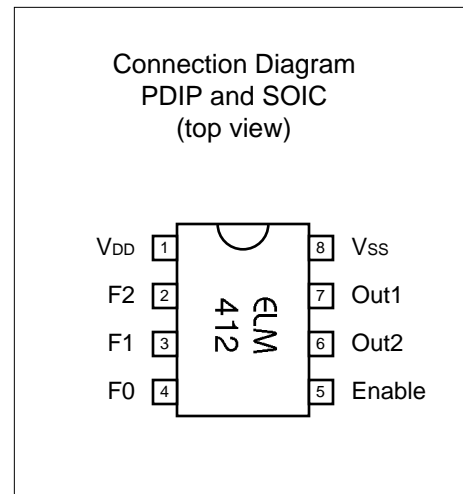 Connection Diagram
PDIP and SOIC
(top view)
VDD 1 8 VSS
F2 2 7 Out1
F1 3 6 Out2
F0 4 5 Enable
ELM
412